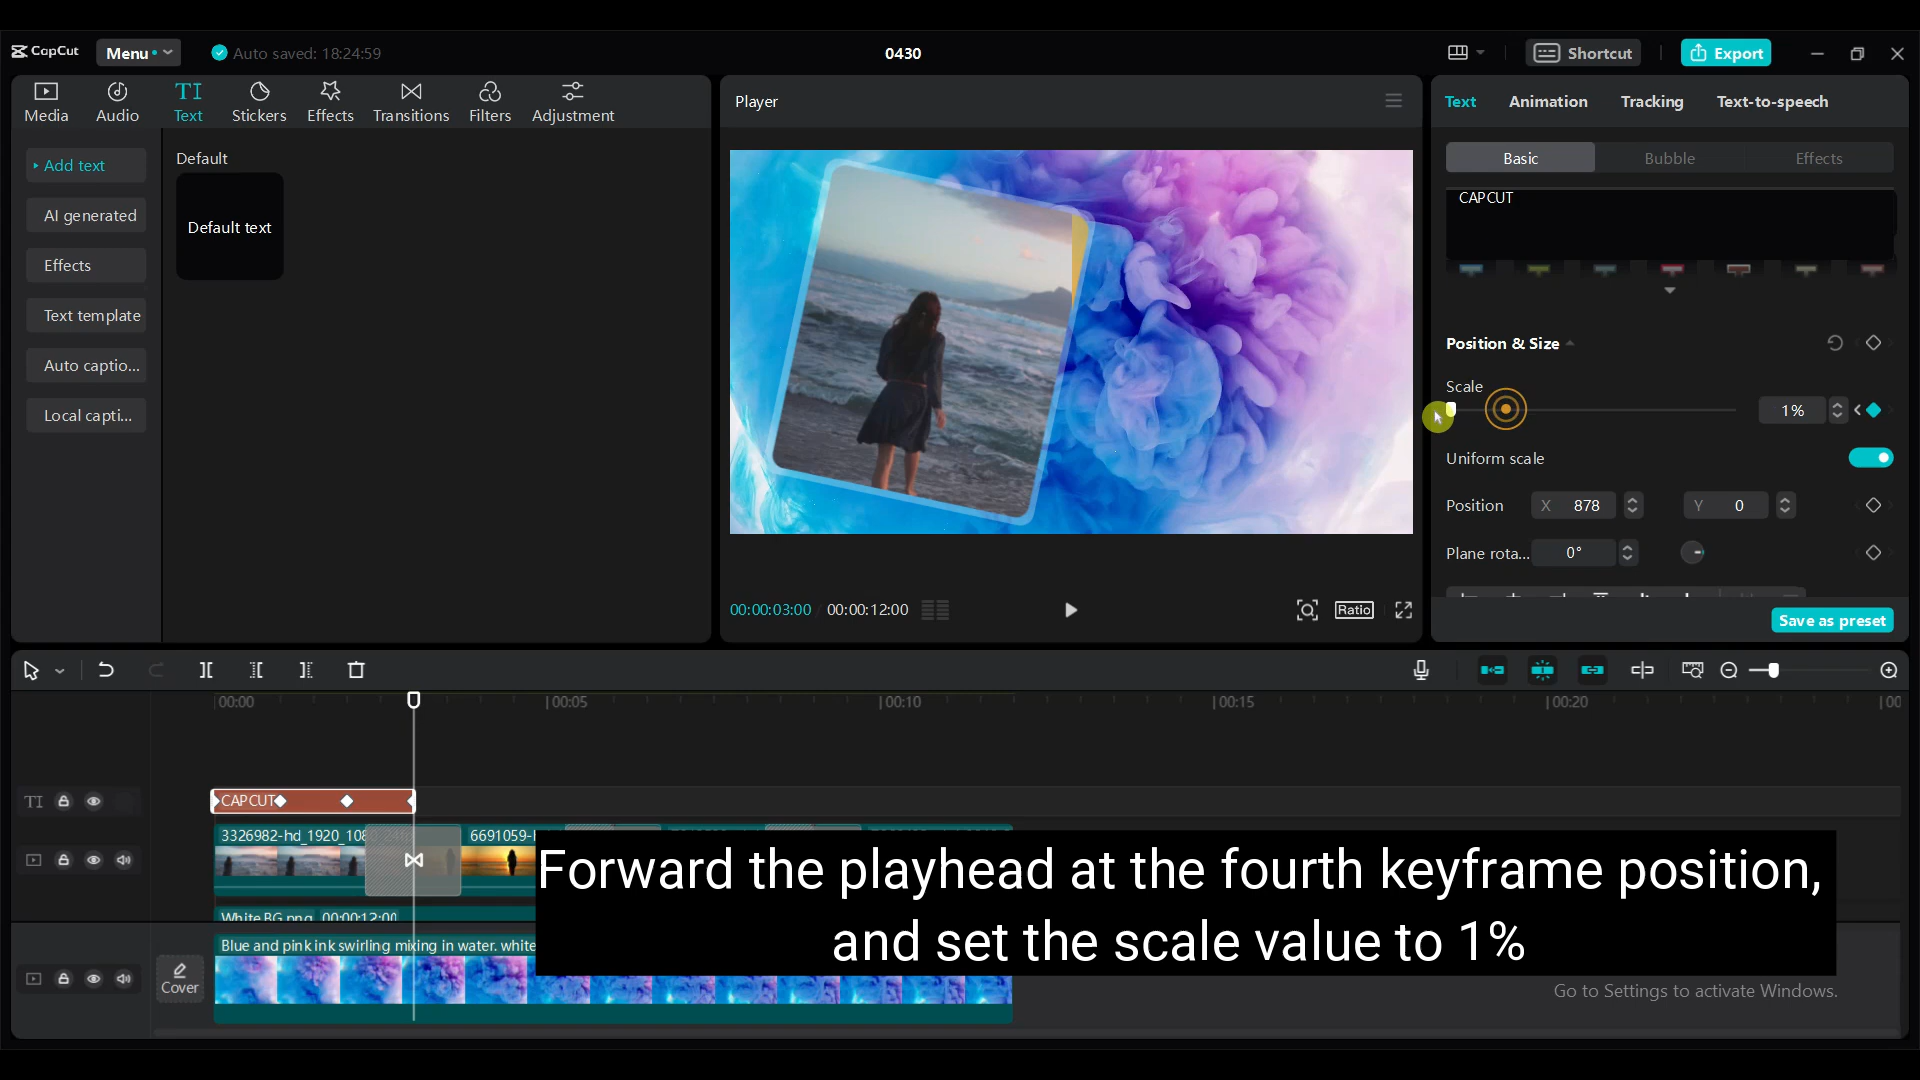 CapCut
Menu
Auto saved: 18:24:59
0430
Shortcut
Export
Media
Audio
TI
Text
Stickers
Effects
Transitions
Filters
Adjustment
Player
Text
Animation
Tracking
Text-to-speech
Add text
AI generated
Effects
Text template
Auto captio...
Local capti...
Default
Default text
Basic
Bubble
Effects
CAPCUT
Position & Size
Scale
1%
Uniform scale
Position
X 878
Y 0
Plane rota...
0°
Save as preset
00:00:03:00
00:00:12:00
Ratio
00:00
00:05
00:10
00:15
00:20
00
TI
CAPCUT
3326982-hd_1920_108
6691059-
White BG.png 00:00:12:00
Blue and pink ink swirling mixing in water. white
Cover
Forward the playhead at the fourth keyframe position,
and set the scale value to 1%
Go to Settings to activate Windows.